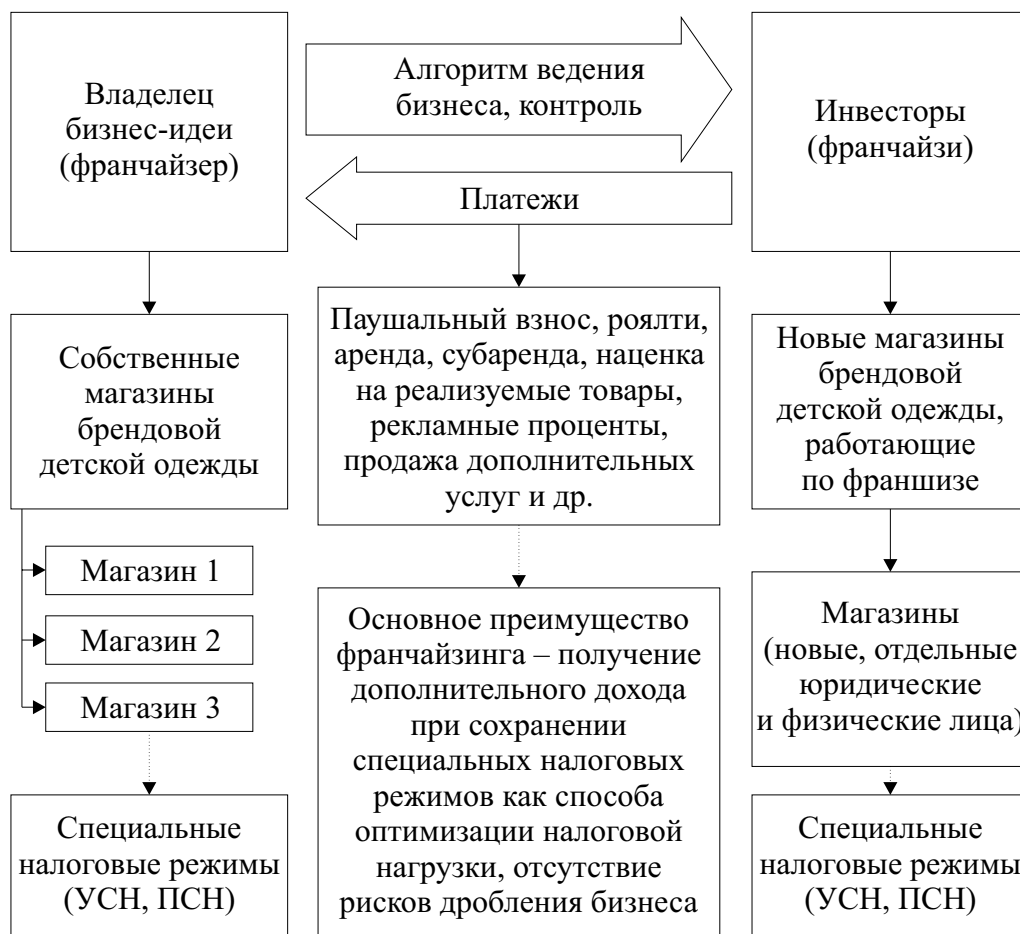 Владелец
бизнес-идеи
(франчайзер)
Алгоритм ведения
бизнеса, контроль
Платежи
Инвесторы
(франчайзи)
Собственные
магазины
брендовой
детской одежды
Паушальный взнос, роялти,
аренда, субаренда, наценка
на реализуемые товары,
рекламные проценты,
продажа дополнительных
услуг и др.
Новые магазины
брендовой
детской одежды,
работающие
по франшизе
Магазин 1
Магазин 2
Магазин 3
Основное преимущество
франчайзинга – получение
дополнительного дохода
при сохранении
специальных налоговых
режимов как способа
оптимизации налоговой
нагрузки, отсутствие
рисков дробления бизнеса
Магазины
(новые, отдельные
юридические
и физические лица)
Специальные
налоговые режимы
(УСН, ПСН)
Специальные
налоговые режимы
(УСН, ПСН)